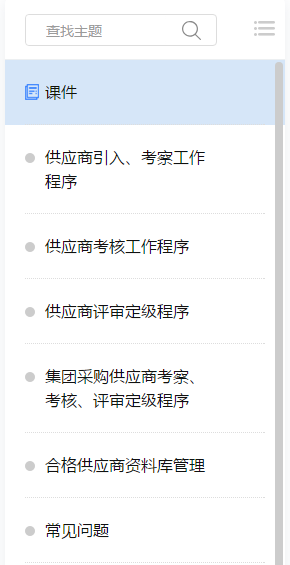 查找主题
课件
供应商引入、考察工作
程序
供应商考核工作程序
供应商评审定级程序
集团采购供应商考察、
考核、评审定级程序
合格供应商资料库管理
常见问题